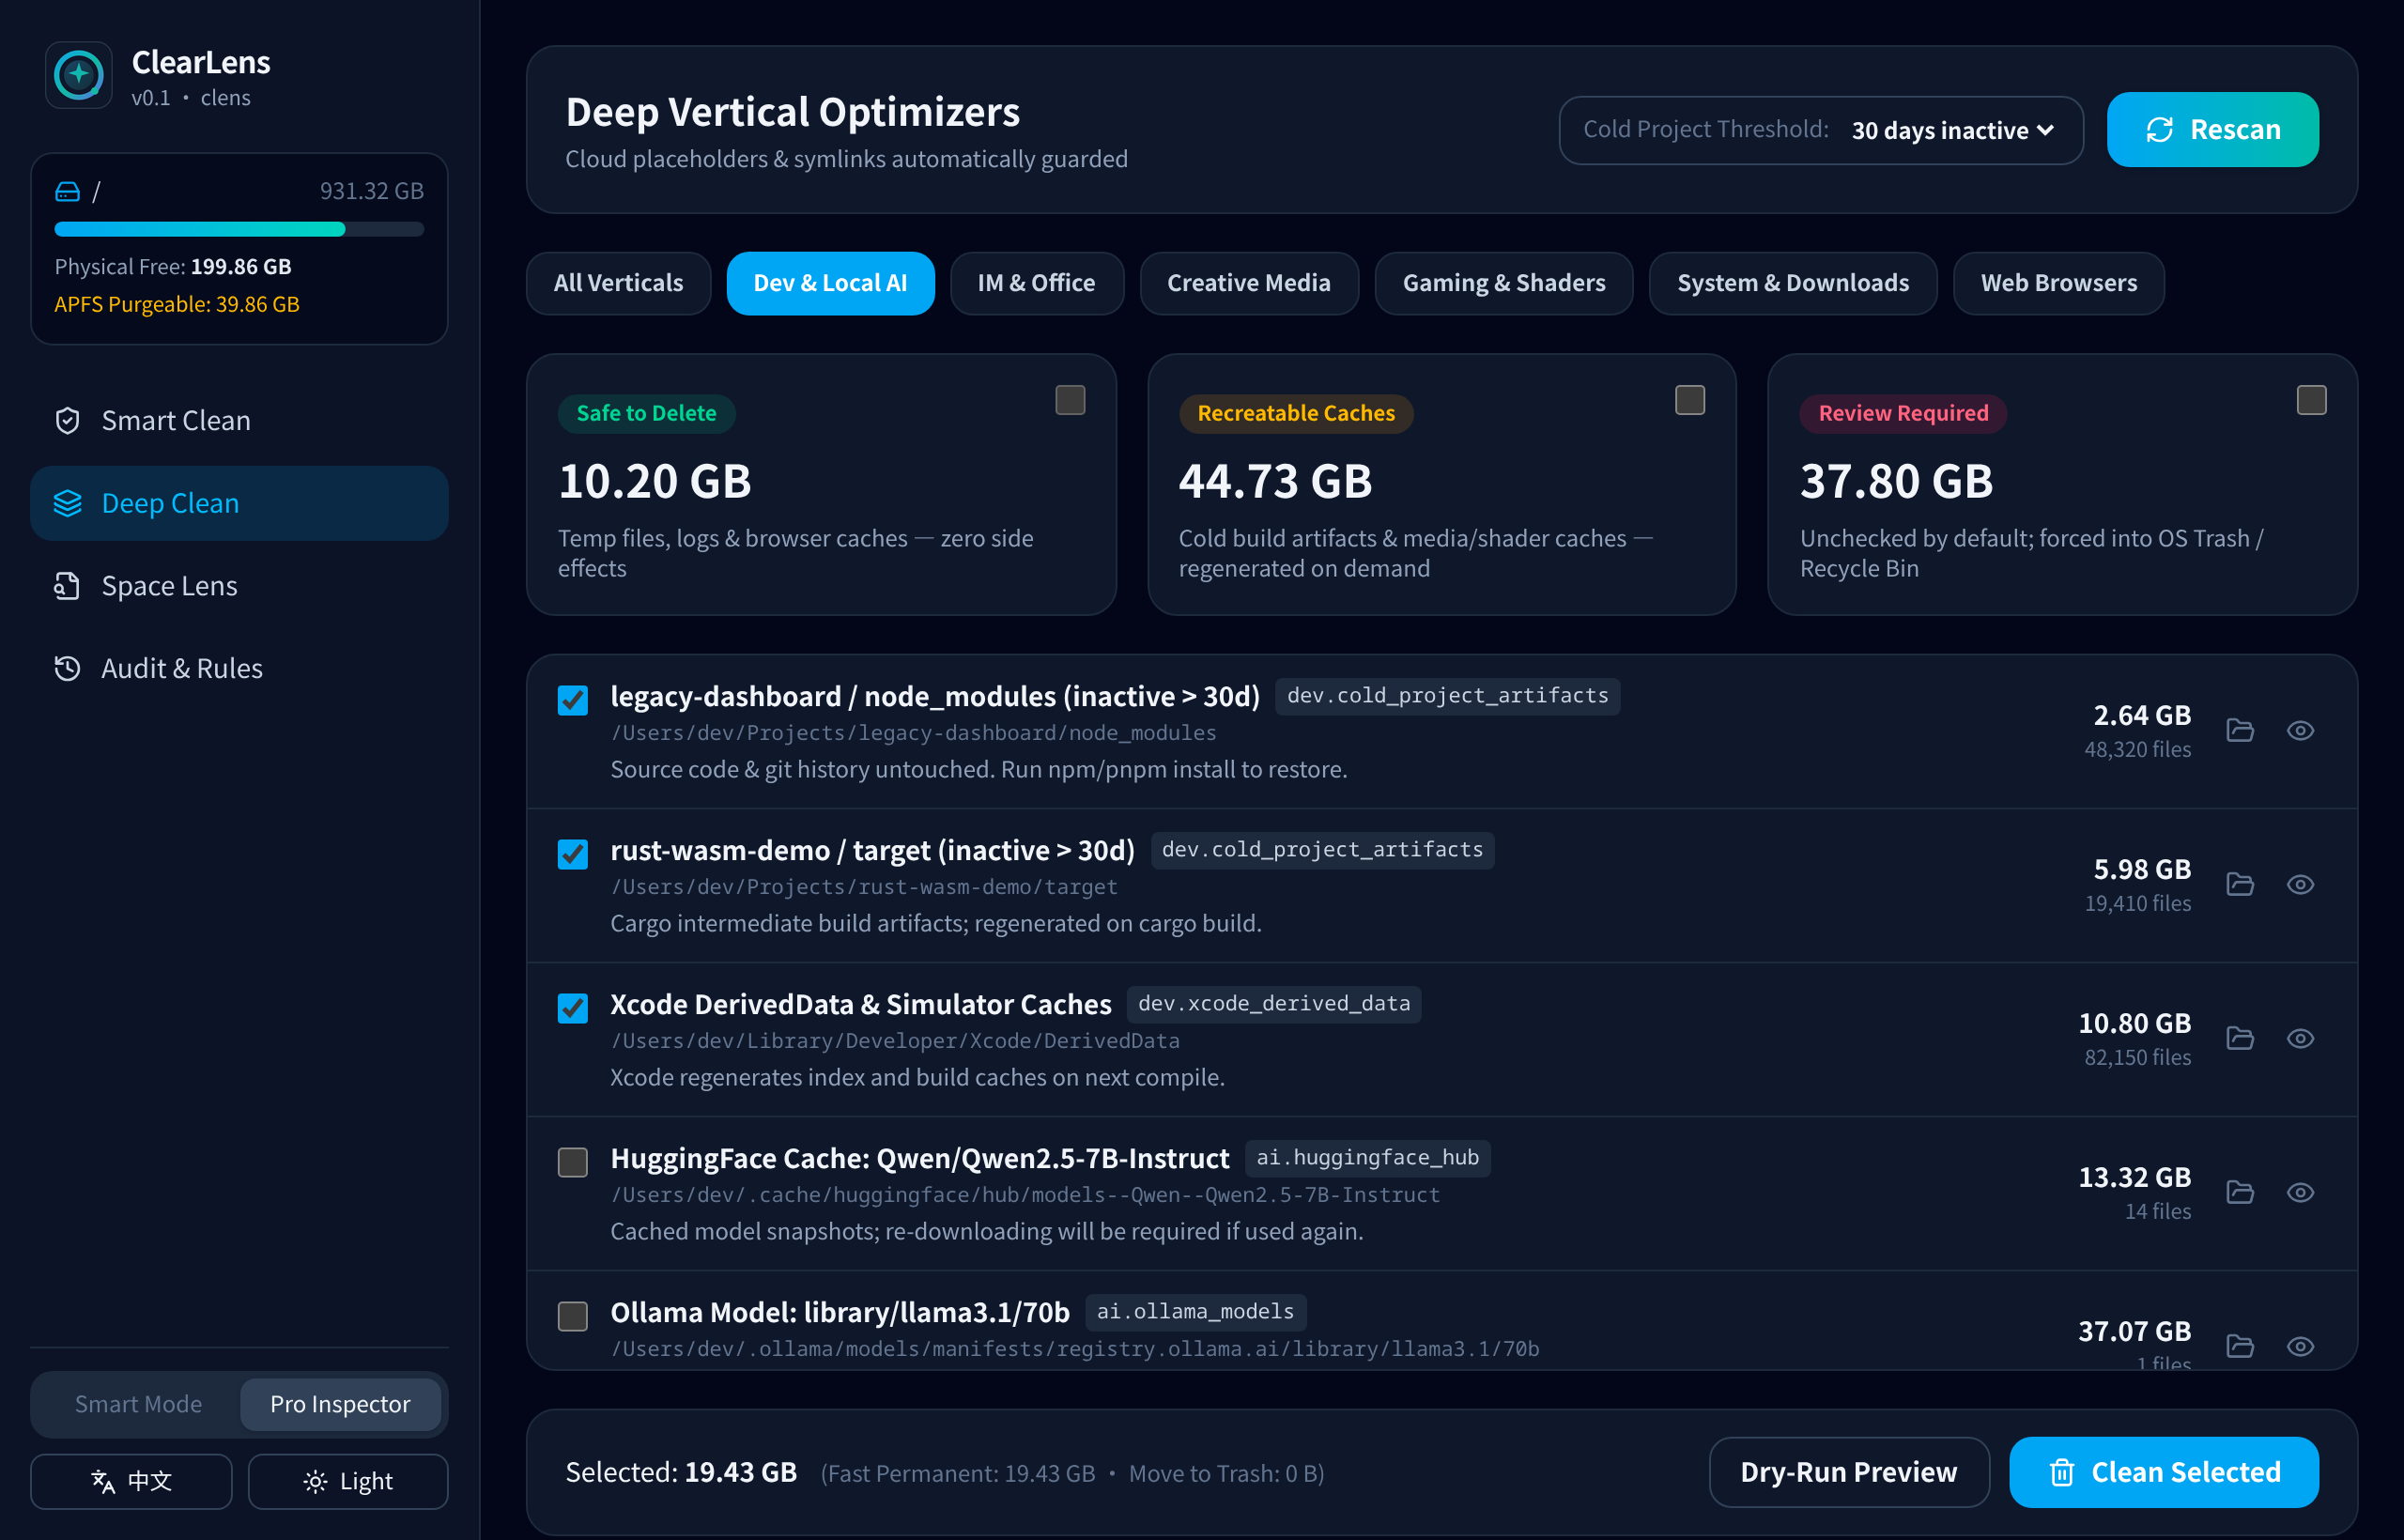 ClearLens
v0.1 • clens
/ 931.32 GB
Physical Free: 199.86 GB
APFS Purgeable: 39.86 GB
Smart Clean
Deep Clean
Space Lens
Audit & Rules
Smart Mode Pro Inspector
中文 Light
Deep Vertical Optimizers
Cloud placeholders & symlinks automatically guarded
Cold Project Threshold: 30 days inactive
Rescan
All Verticals Dev & Local AI IM & Office Creative Media Gaming & Shaders System & Downloads Web Browsers
Safe to Delete
10.20 GB
Temp files, logs & browser caches — zero side
effects
Recreatable Caches
44.73 GB
Cold build artifacts & media/shader caches —
regenerated on demand
Review Required
37.80 GB
Unchecked by default; forced into OS Trash /
Recycle Bin
legacy-dashboard / node_modules (inactive > 30d) dev.cold_project_artifacts
/Users/dev/Projects/legacy-dashboard/node_modules
Source code & git history untouched. Run npm/pnpm install to restore.
2.64 GB
48,320 files
rust-wasm-demo / target (inactive > 30d) dev.cold_project_artifacts
/Users/dev/Projects/rust-wasm-demo/target
Cargo intermediate build artifacts; regenerated on cargo build.
5.98 GB
19,410 files
Xcode DerivedData & Simulator Caches dev.xcode_derived_data
/Users/dev/Library/Developer/Xcode/DerivedData
Xcode regenerates index and build caches on next compile.
10.80 GB
82,150 files
HuggingFace Cache: Qwen/Qwen2.5-7B-Instruct ai.huggingface_hub
/Users/dev/.cache/huggingface/hub/models--Qwen--Qwen2.5-7B-Instruct
Cached model snapshots; re-downloading will be required if used again.
13.32 GB
14 files
Ollama Model: library/llama3.1/70b ai.ollama_models
/Users/dev/.ollama/models/manifests/registry.ollama.ai/library/llama3.1/70b
37.07 GB
1 files
Selected: 19.43 GB (Fast Permanent: 19.43 GB • Move to Trash: 0 B)
Dry-Run Preview
Clean Selected